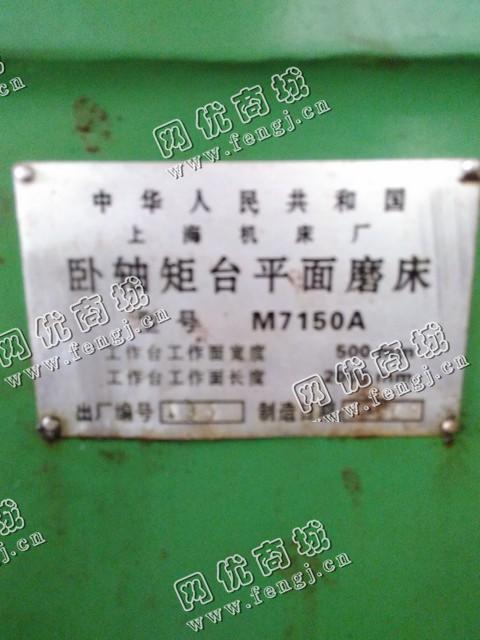 网优商城
www.fengj.cn
中华人民共和国
上海机床厂
卧轴矩台平面磨床
型号 M7150A
工作台工作面宽度 500
工作台工作面长度
出厂编号 制造
网优商城
www.fengj.cn
网优商城
www.fengj.cn
网优商城
www.fengj.cn